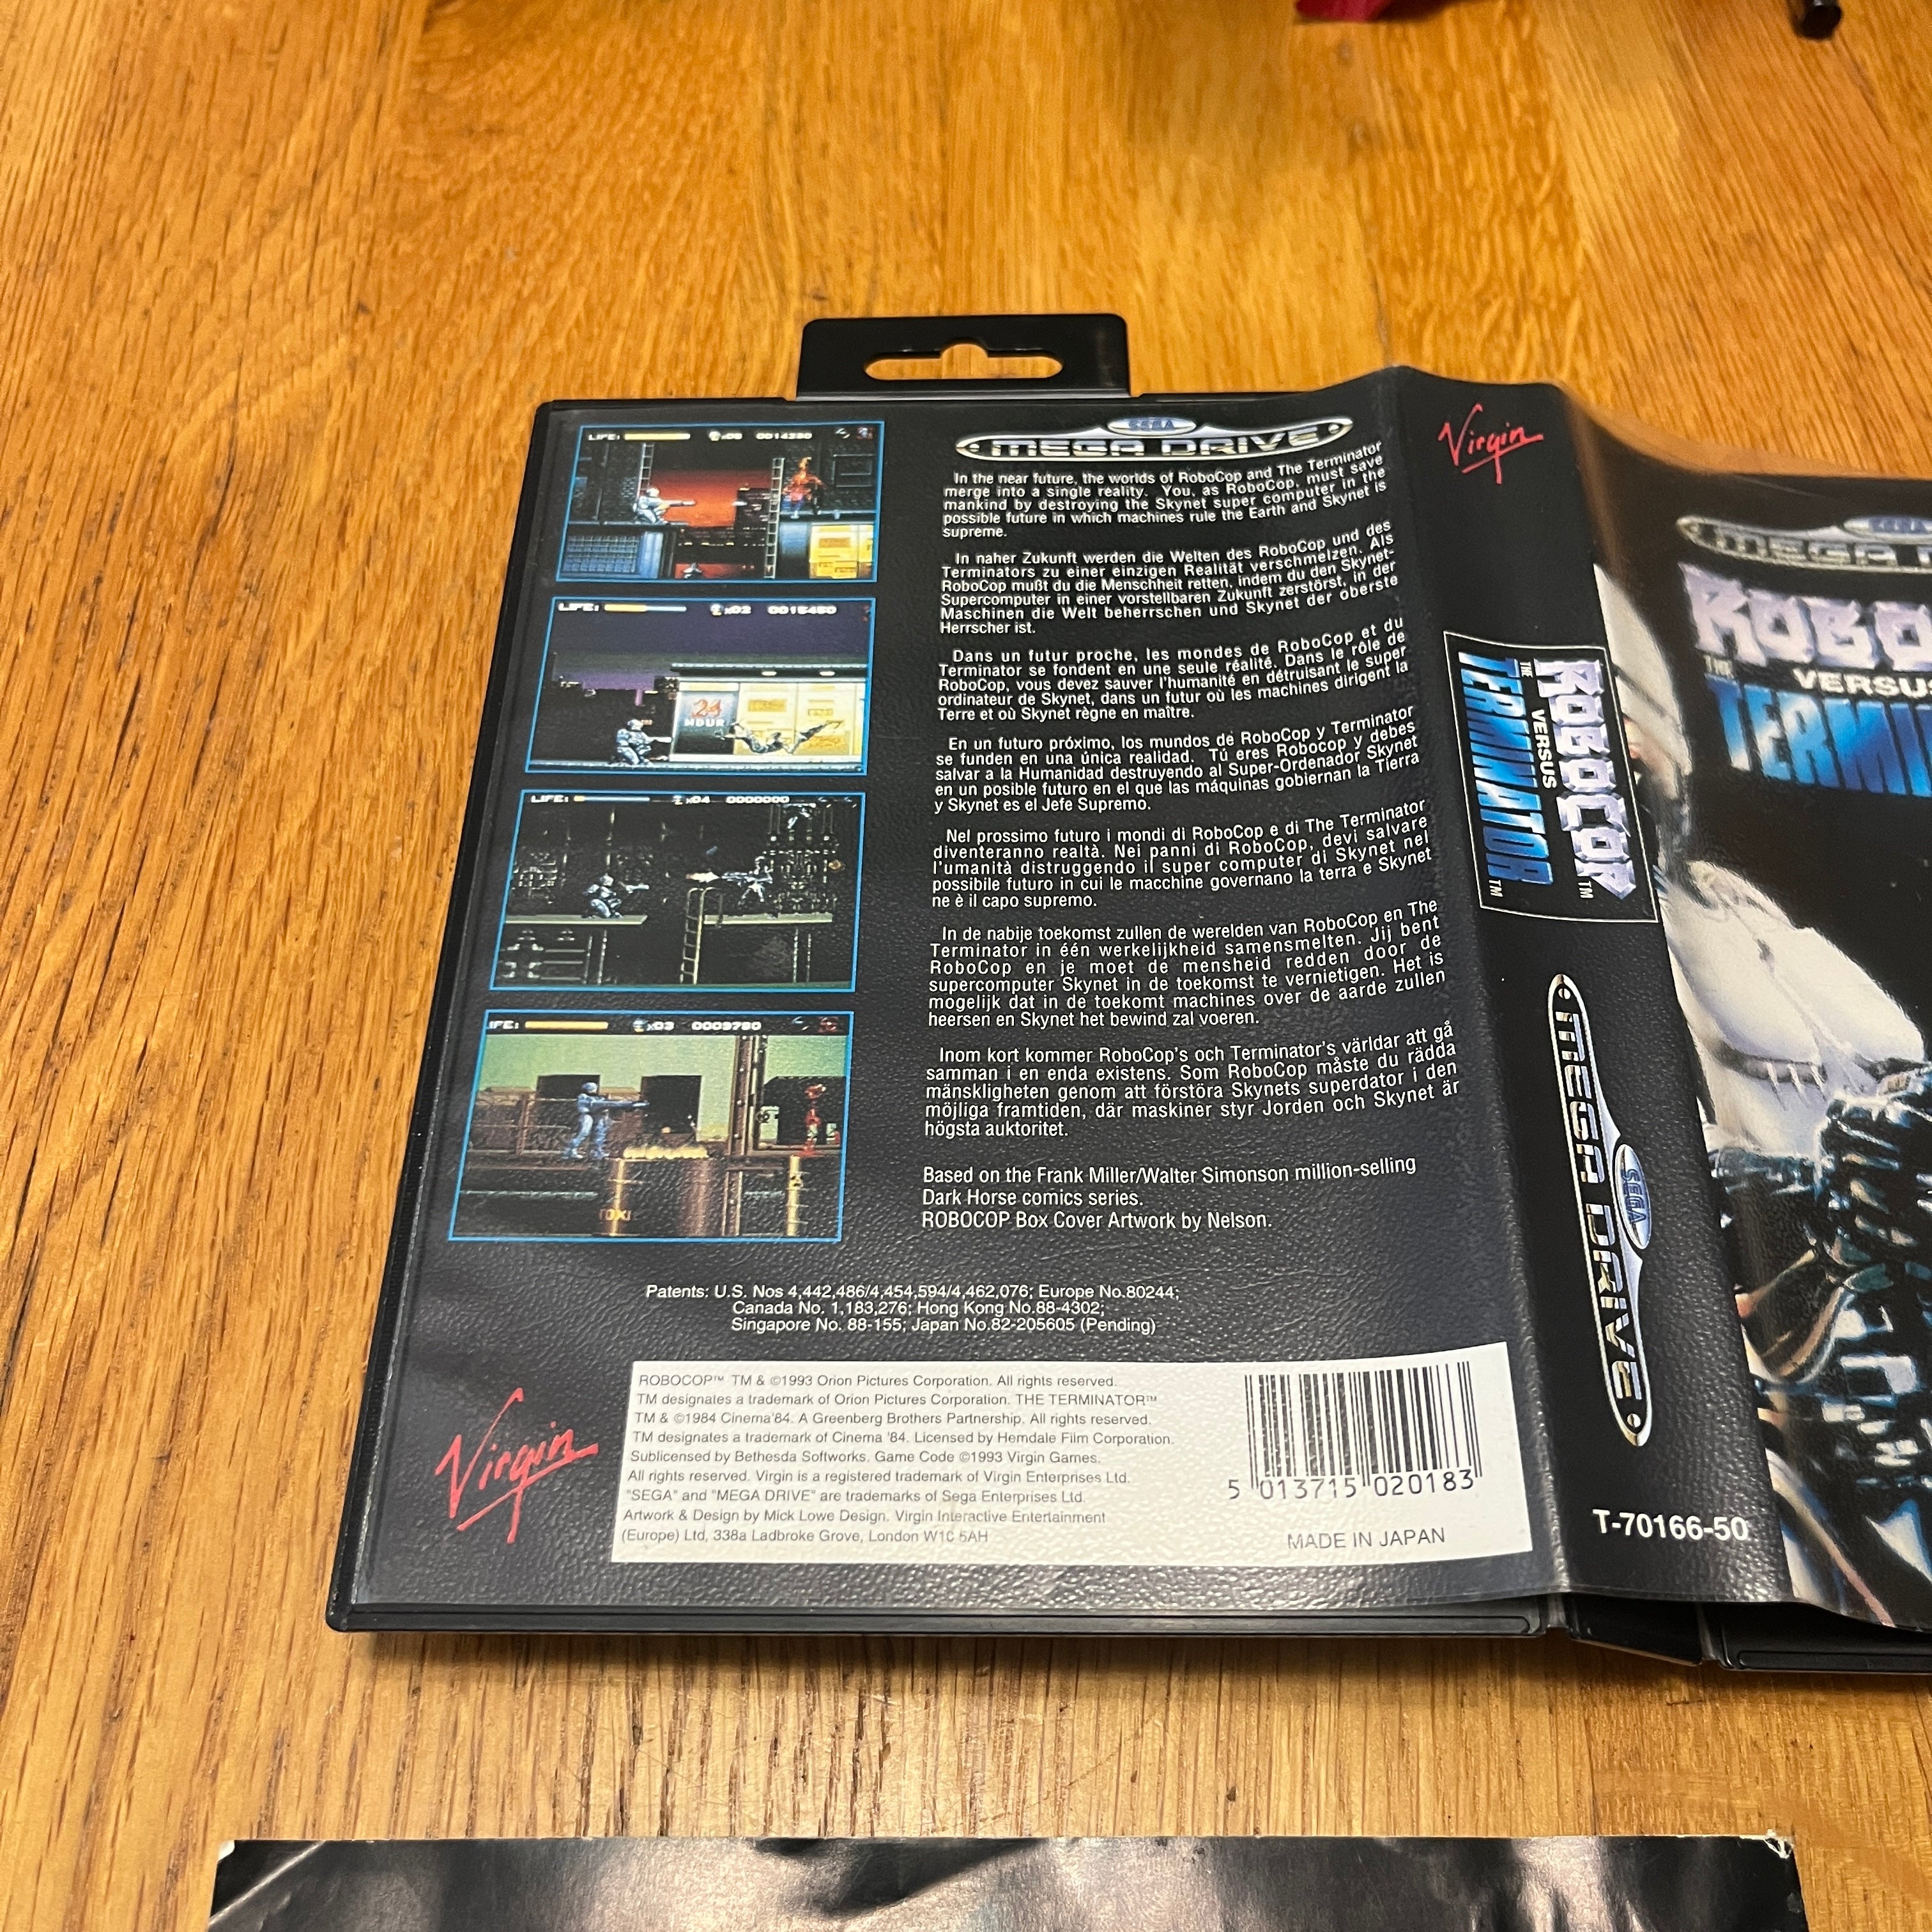 LIFE: x03 0014350
LIFE: x02 0015450
24
HOUR
LIFE: x04 0000000
IFE: x03 0003750
TOXI
SEGA
MEGA DRIVE
In the near future, the worlds of RoboCop and The Terminator
merge into a single reality. You, as RoboCop, must save
mankind by destroying the Skynet super computer in the
possible future in which machines rule the Earth and Skynet is
supreme.
In naher Zukunft werden die Welten des RoboCop und des
Terminators zu einer einzigen Realität verschmelzen. Als
RoboCop mußt du die Menschheit retten, indem du den Skynet-
Supercomputer in einer vorstellbaren Zukunft zerstörst, in der
Maschinen die Welt beherrschen und Skynet der oberste
Herrscher ist.
Dans un futur proche, les mondes de RoboCop et du
Terminator se fondent en une seule réalité. Dans le rôle de
RoboCop, vous devez sauver l'humanité en détruisant le super
ordinateur de Skynet, dans un futur où les machines dirigent la
Terre et où Skynet règne en maître.
En un futuro próximo, los mundos de RoboCop y Terminator
se funden en una única realidad. Tú eres Robocop y debes
salvar a la Humanidad destruyendo al Super-Ordenador Skynet
en un posible futuro en el que las máquinas gobiernan la Tierra
y Skynet es el Jefe Supremo.
Nel prossimo futuro i mondi di RoboCop e di The Terminator
diventeranno realtà. Nei panni di RoboCop, devi salvare
l'umanità distruggendo il super computer di Skynet nel
possibile futuro in cui le macchine governano la terra e Skynet
ne è il capo supremo.
In de nabije toekomst zullen de werelden van RoboCop en The
Terminator in één werkelijkheid samensmelten. Jij bent
RoboCop en je moet de mensheid redden door de
supercomputer Skynet in de toekomst te vernietigen. Het is
mogelijk dat in de toekomt machines over de aarde zullen
heersen en Skynet het bewind zal voeren.
Inom kort kommer RoboCop's och Terminator's världar att gå
samman i en enda existens. Som RoboCop måste du rädda
mänskligheten genom att förstöra Skynets superdator i den
möjliga framtiden, där maskiner styr Jorden och Skynet är
högsta auktoritet.
Based on the Frank Miller/Walter Simonson million-selling
Dark Horse comics series.
ROBOCOP Box Cover Artwork by Nelson.
Patents: U.S. Nos 4,442,486/4,454,594/4,462,076; Europe No.80244;
Canada No. 1,183,276; Hong Kong No.88-4302;
Singapore No. 88-155; Japan No.82-205605 (Pending)
Virgin
ROBOCOP™ TM & ©1993 Orion Pictures Corporation. All rights reserved.
TM designates a trademark of Orion Pictures Corporation. THE TERMINATOR™
TM & ©1984 Cinema'84. A Greenberg Brothers Partnership. All rights reserved.
TM designates a trademark of Cinema '84. Licensed by Hemdale Film Corporation.
Sublicensed by Bethesda Softworks. Game Code ©1993 Virgin Games.
All rights reserved. Virgin is a registered trademark of Virgin Enterprises Ltd.
"SEGA" and "MEGA DRIVE" are trademarks of Sega Enterprises Ltd.
Artwork & Design by Mick Lowe Design. Virgin Interactive Entertainment
(Europe) Ltd, 338a Ladbroke Grove, London W10 5AH
5 013715 020183
MADE IN JAPAN
Virgin
ROBOCOP™
VERSUS
THE TERMINATOR™
SEGA
MEGA DRIVE
T-70166-50
MEGA
ROBO
VERSU
THE
TERMI